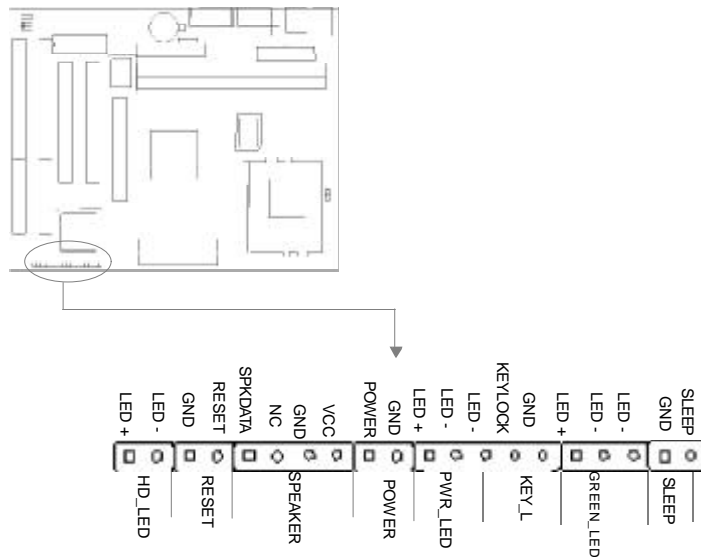 LED +
LED -
GND
RESET
SPKDATA
NC
GND
VCC
POWER
GND
LED +
LED -
LED -
KEYLOCK
GND
LED +
LED -
LED -
GND
SLEEP
HD_LED
RESET
SPEAKER
POWER
PWR_LED
KEY_L
GREEN_LED
SLEEP